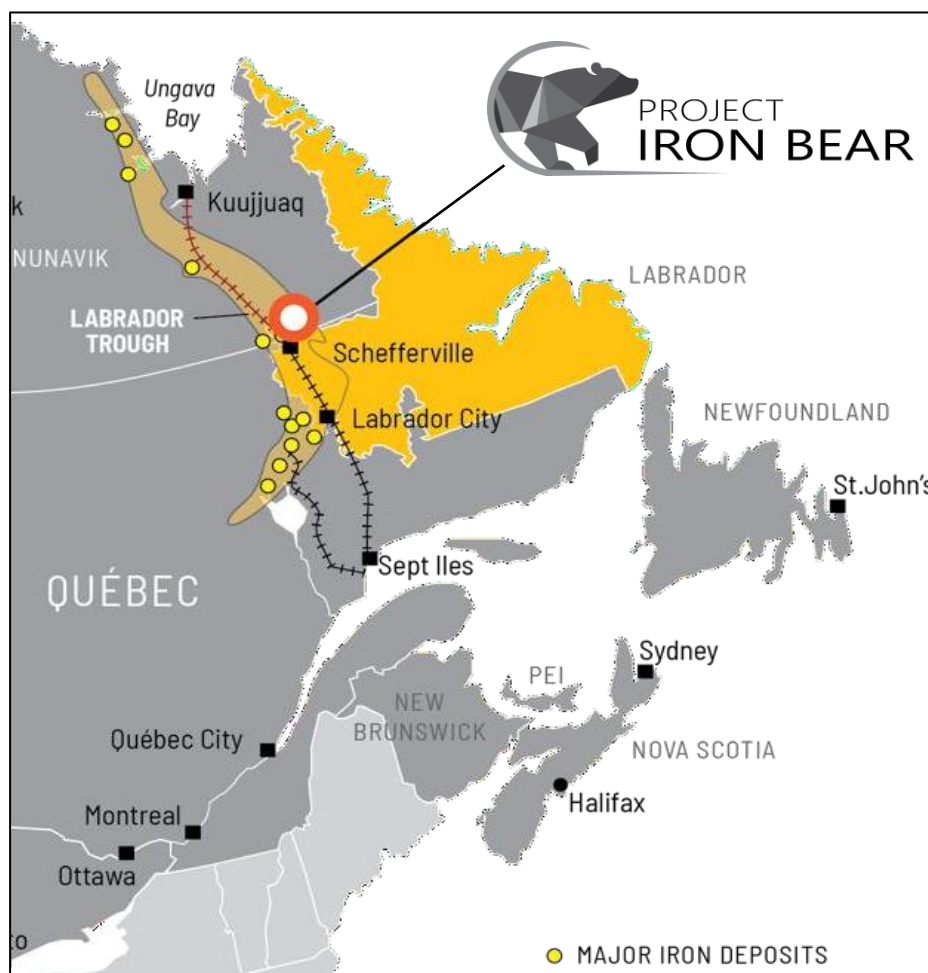 Ungava
Bay
PROJECT
IRON BEAR
k
Kuujjuaq
NUNAVIK
LABRADOR
LABRADOR
TROUGH
Schefferville
NEWFOUNDLAND
Labrador City
St.John's
Sept Iles
QUÉBEC
Sydney
PEI
NEW
BRUNSWICK
Québec City
NOVA SCOTIA
Halifax
Montreal
Ottawa
to
MAJOR IRON DEPOSITS